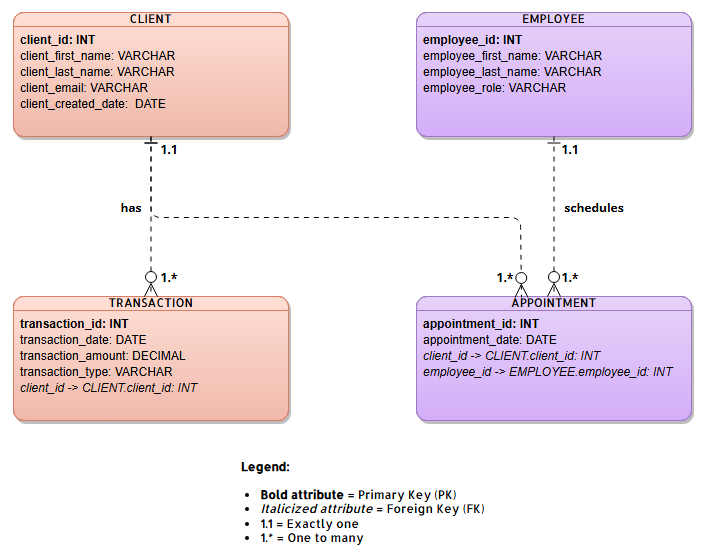 CLIENT
client_id: INT
client_first_name: VARCHAR
client_last_name: VARCHAR
client_email: VARCHAR
client_created_date: DATE
EMPLOYEE
employee_id: INT
employee_first_name: VARCHAR
employee_last_name: VARCHAR
employee_role: VARCHAR
1.1
1.1
has
schedules
1.*
1.*
1.*
TRANSACTION
transaction_id: INT
transaction_date: DATE
transaction_amount: DECIMAL
transaction_type: VARCHAR
client_id -> CLIENT.client_id: INT
APPOINTMENT
appointment_id: INT
appointment_date: DATE
client_id -> CLIENT.client_id: INT
employee_id -> EMPLOYEE.employee_id: INT
Legend:
• Bold attribute = Primary Key (PK)
• Italicized attribute = Foreign Key (FK)
• 1.1 = Exactly one
• 1.* = One to many